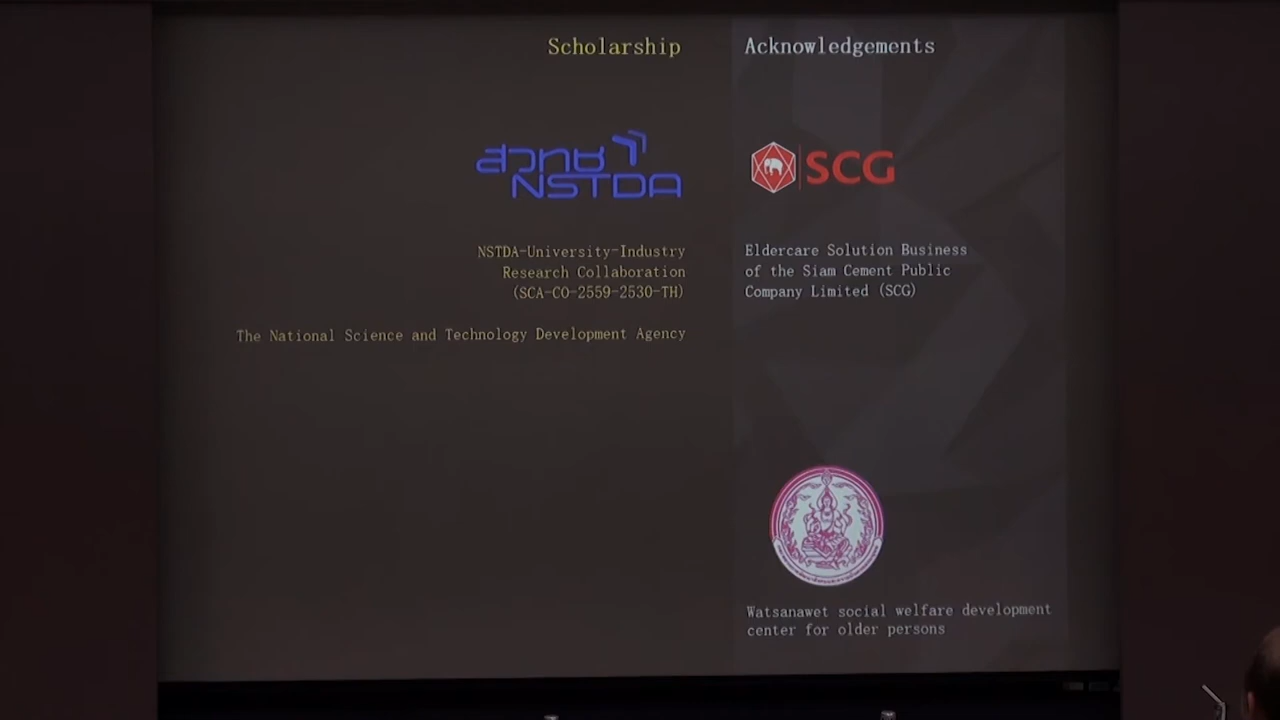 Scholarship
สวทช
NSTDA
NSTDA-University-Industry
Research Collaboration
(SCA-CO-2559-2530-TH)
The National Science and Technology Development Agency
Acknowledgements
SCG
Eldercare Solution Business
of the Siam Cement Public
Company Limited (SCG)
Watsanawet social welfare development
center for older persons